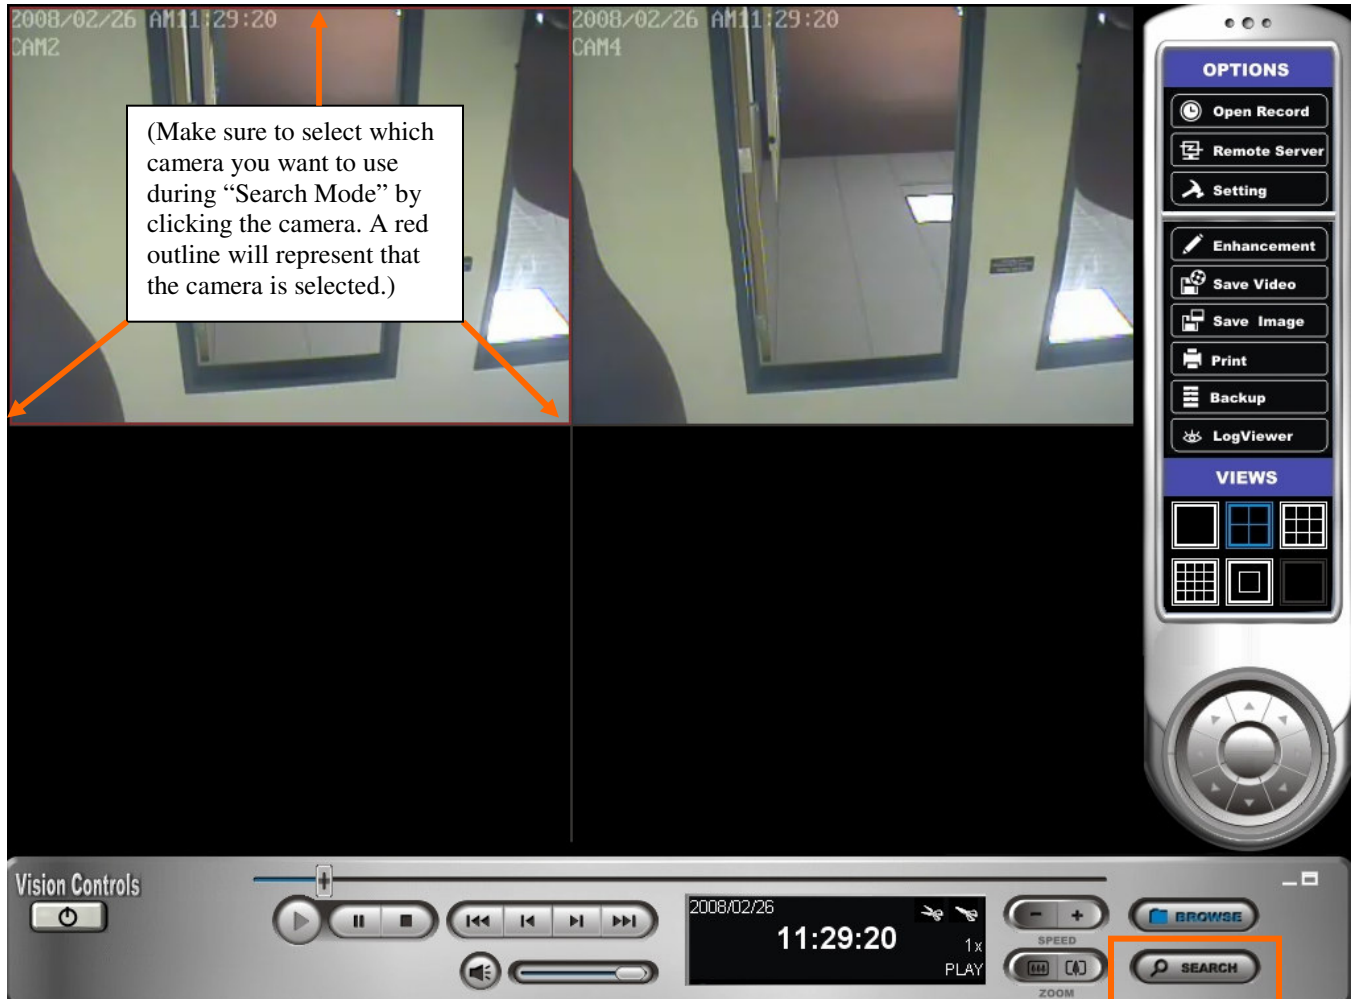 2008/02/26 AM11:29:20
CAM2
2008/02/26 AM11:29:20
CAM4
(Make sure to select which
camera you want to use
during “Search Mode” by
clicking the camera. A red
outline will represent that
the camera is selected.)
OPTIONS
Open Record
Remote Server
Setting
Enhancement
Save Video
Save Image
Print
Backup
LogViewer
VIEWS
Vision Controls
2008/02/26
11:29:20
1x
PLAY
SPEED
ZOOM
BROWSE
SEARCH